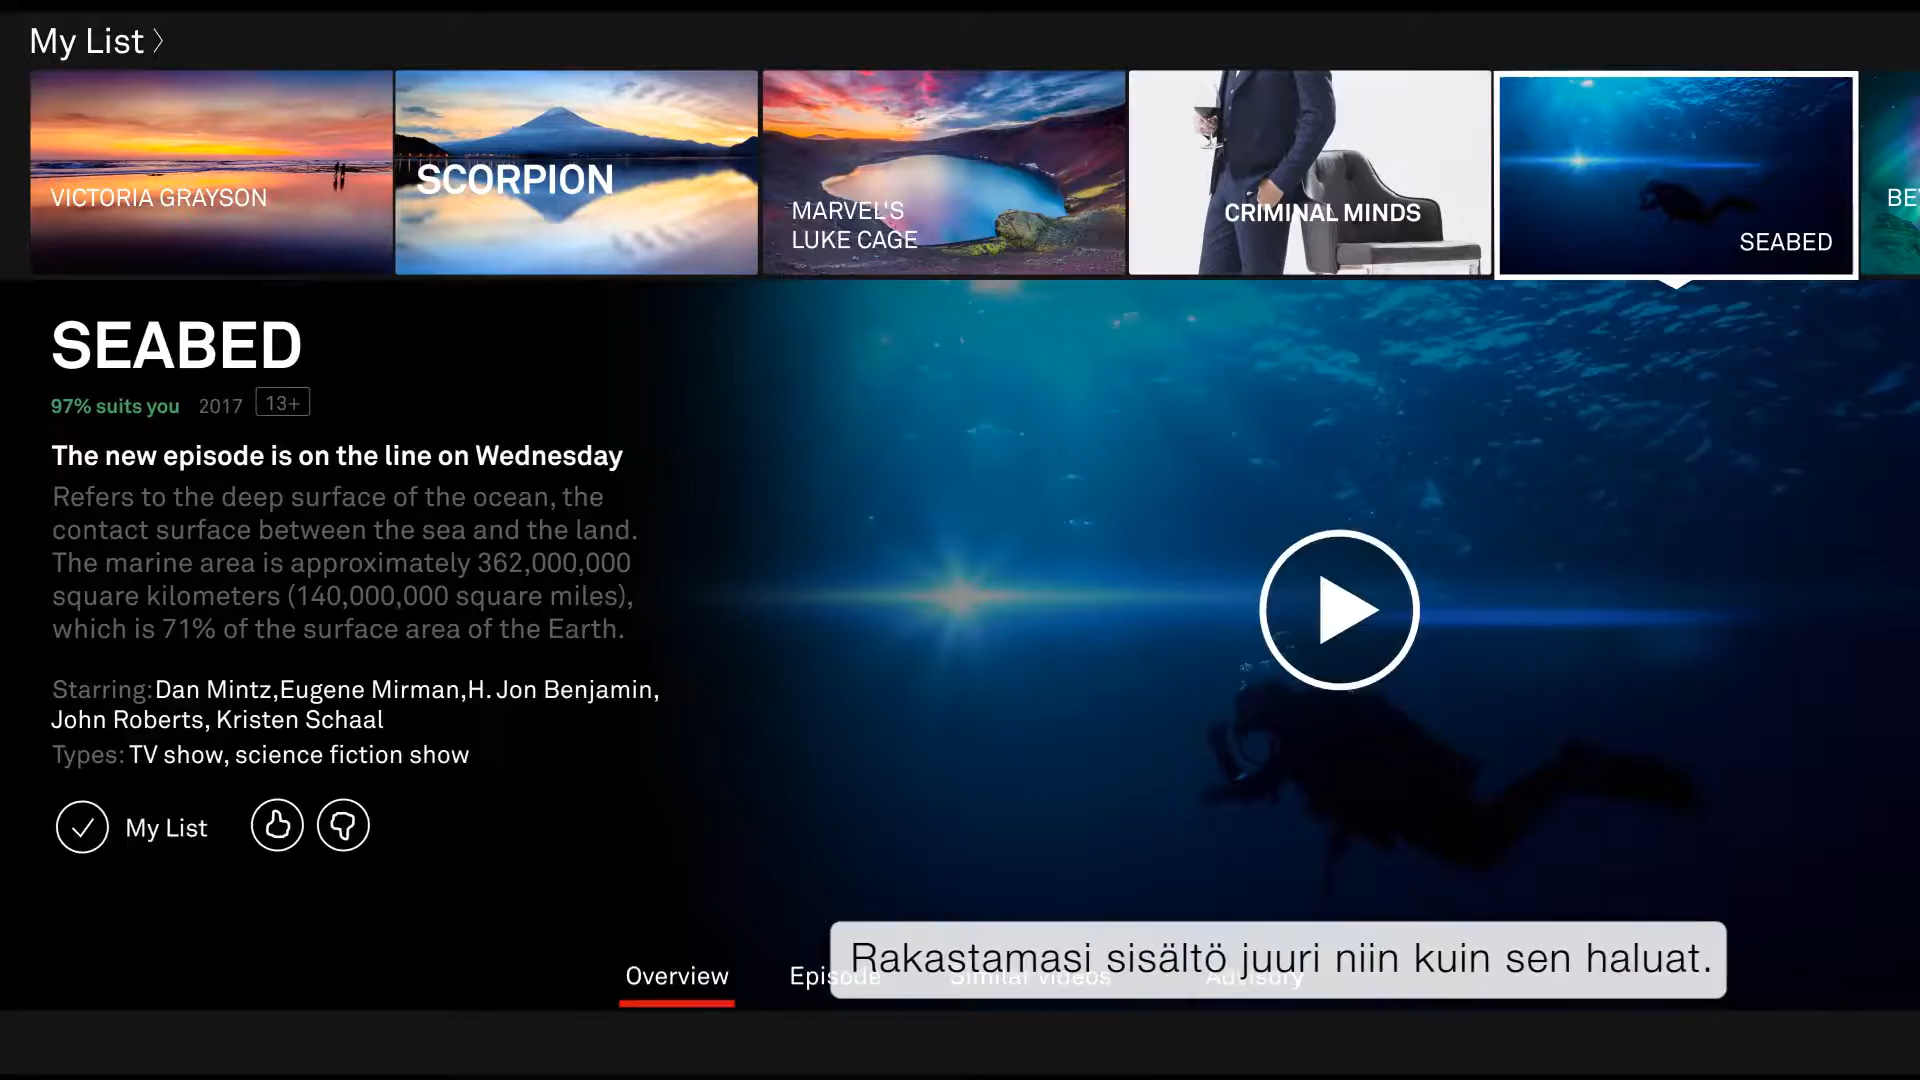 My List
VICTORIA GRAYSON
SCORPION
MARVEL'S
LUKE CAGE
CRIMINAL MINDS
SEABED
SEABED
97% suits you 2017 13+
The new episode is on the line on Wednesday
Refers to the deep surface of the ocean, the
contact surface between the sea and the land.
The marine area is approximately 362,000,000
square kilometers (140,000,000 square miles),
which is 71% of the surface area of the Earth.
Starring: Dan Mintz,Eugene Mirman,H. Jon Benjamin,
John Roberts, Kristen Schaal
Types: TV show, science fiction show
My List
Overview Episode Similar videos Advisory
Rakastamasi sisältö juuri niin kuin sen haluat.